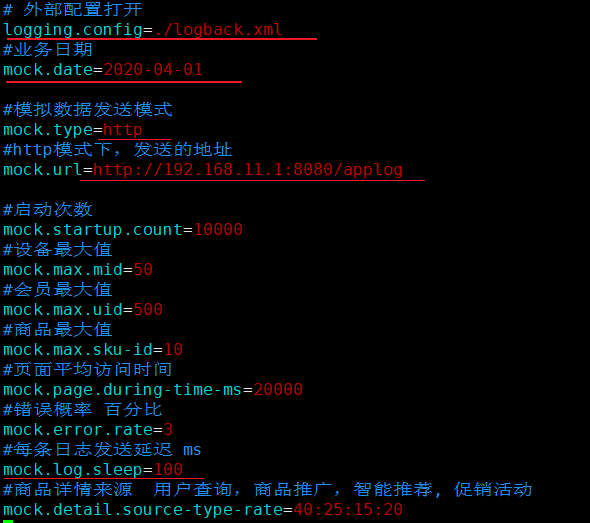 # 外部配置打开
logging.config=./logback.xml
#业务日期
mock.date=2020-04-01
#模拟数据发送模式
mock.type=http
#http模式下，发送的地址
mock.url=http://192.168.11.1:8080/applog
#启动次数
mock.startup.count=10000
#设备最大值
mock.max.mid=50
#会员最大值
mock.max.uid=500
#商品最大值
mock.max.sku-id=10
#页面平均访问时间
mock.page.during-time-ms=20000
#错误概率 百分比
mock.error.rate=3
#每条日志发送延迟 ms
mock.log.sleep=100
#商品详情来源  用户查询，商品推广，智能推荐, 促销活动
mock.detail.source-type-rate=40:25:15:20